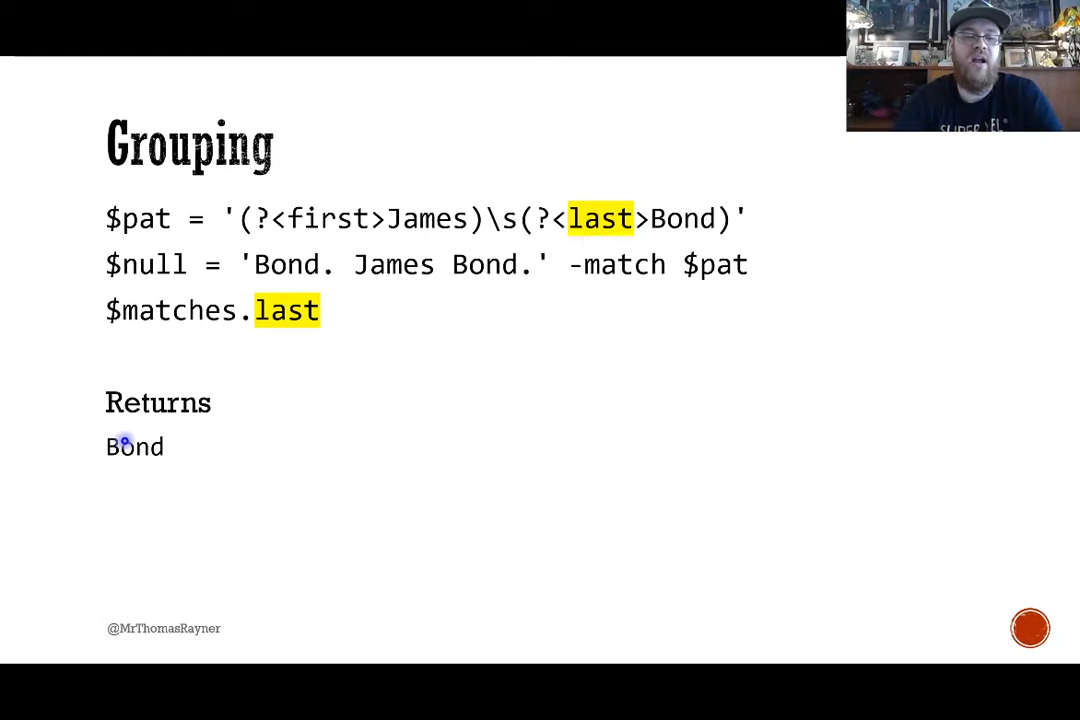 Grouping
$pat = '(?<first>James)\s(?<last>Bond)'
$null = 'Bond. James Bond.' -match $pat
$matches.last
Returns
Bond
@MrThomasRayner